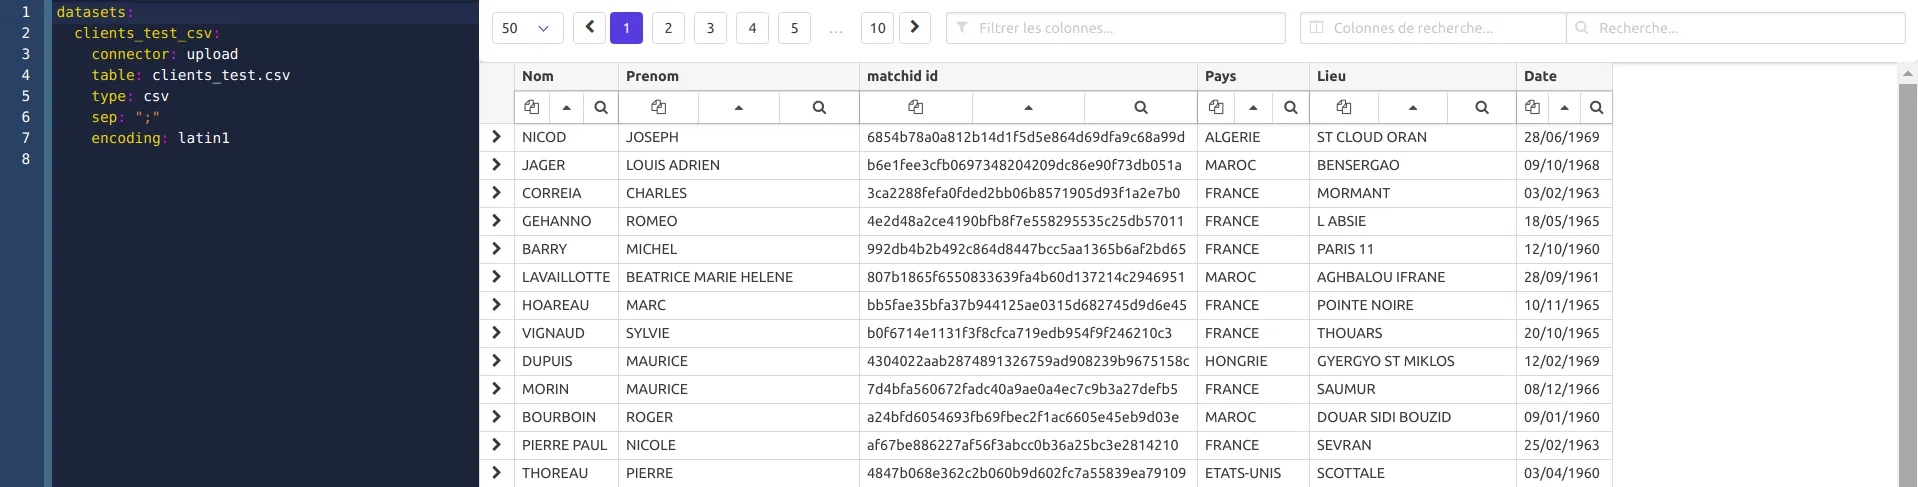 1 datasets:
2 clients_test_csv:
3 connector: upload
4 table: clients_test.csv
5 type: csv
6 sep: ";"
7 encoding: latin1
8
50 1 2 3 4 5 ... 10 Filtrer les colonnes... Colonnes de recherche... Recherche...
Nom Prenom matchid id Pays Lieu Date
NICOD JOSEPH 6854b78a0a812b14d1f5d5e864d69dfa9c68a99d ALGERIE ST CLOUD ORAN 28/06/1969
JAGER LOUIS ADRIEN b6e1fee3cfb0697348204209dc86e90f73db051a MAROC BENSERGAO 09/10/1968
CORREIA CHARLES 3ca2288fefa0fded2bb06b8571905d93f1a2e7b0 FRANCE MORMANT 03/02/1963
GEHANNO ROMEO 4e2d48a2ce4190bfb8f7e558295535c25db57011 FRANCE L ABSIE 18/05/1965
BARRY MICHEL 992db4b2b492c864d8447bcc5aa1365b6af2bd65 FRANCE PARIS 11 12/10/1960
LAVAILLOTTE BEATRICE MARIE HELENE 807b1865f6550833639fa4b60d137214c2946951 MAROC AGHBALOU IFRANE 28/09/1961
HOAREAU MARC bb5fae35bfa37b944125ae0315d682745d9d6e45 FRANCE POINTE NOIRE 10/11/1965
VIGNAUD SYLVIE b0f6714e1131f3f8cfca719edb954f9f246210c3 FRANCE THOUARS 20/10/1965
DUPUIS MAURICE 4304022aab2874891326759ad908239b9675158c HONGRIE GYERGYO ST MIKLOS 12/02/1969
MORIN MAURICE 7d4bfa560672fadc40a9ae0a4ec7c9b3a27defb5 FRANCE SAUMUR 08/12/1966
BOURBOIN ROGER a24bfd6054693fb69fbec2f1ac6605e45eb9d03e MAROC DOUAR SIDI BOUZID 09/01/1960
PIERRE PAUL NICOLE af67be886227af56f3abcc0b36a25bc3e2814210 FRANCE SEVRAN 25/02/1963
THOREAU PIERRE 4847b068e362c2b060b9d602fc7a55839ea79109 ETATS-UNIS SCOTTALE 03/04/1960